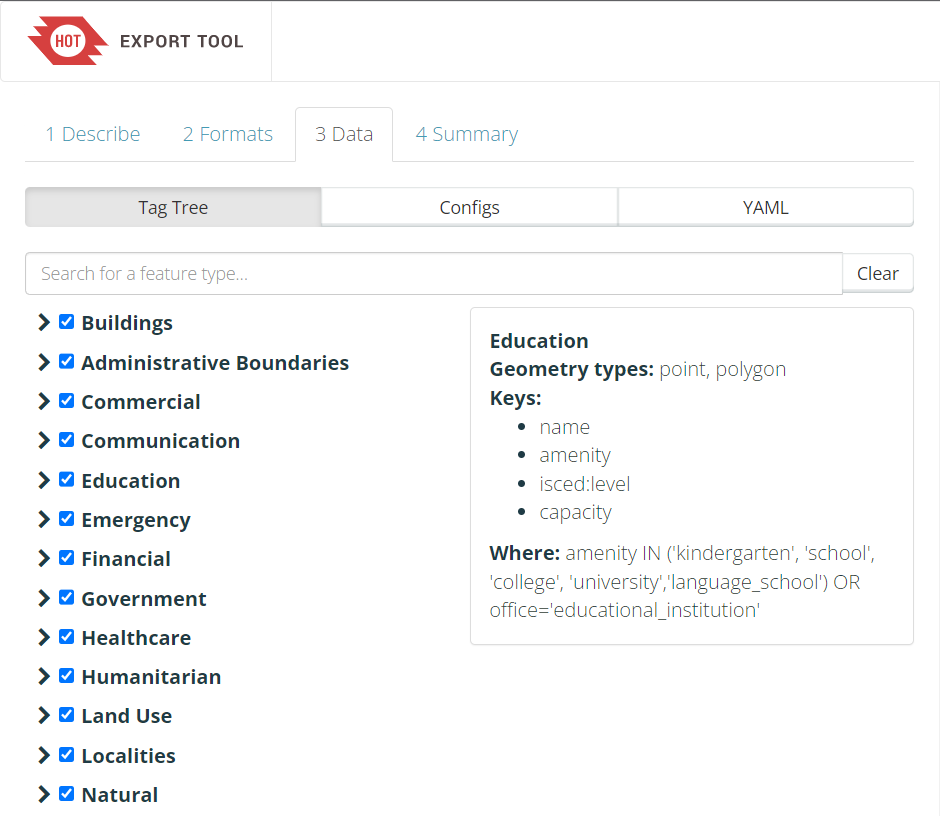 HOT EXPORT TOOL
1 Describe 2 Formats 3 Data 4 Summary
Tag Tree Configs YAML
Search for a feature type... Clear
Buildings
Administrative Boundaries
Commercial
Communication
Education
Emergency
Financial
Government
Healthcare
Humanitarian
Land Use
Localities
Natural
Education
Geometry types: point, polygon
Keys:
• name
• amenity
• isced:level
• capacity
Where: amenity IN ('kindergarten', 'school',
'college', 'university','language_school') OR
office='educational_institution'